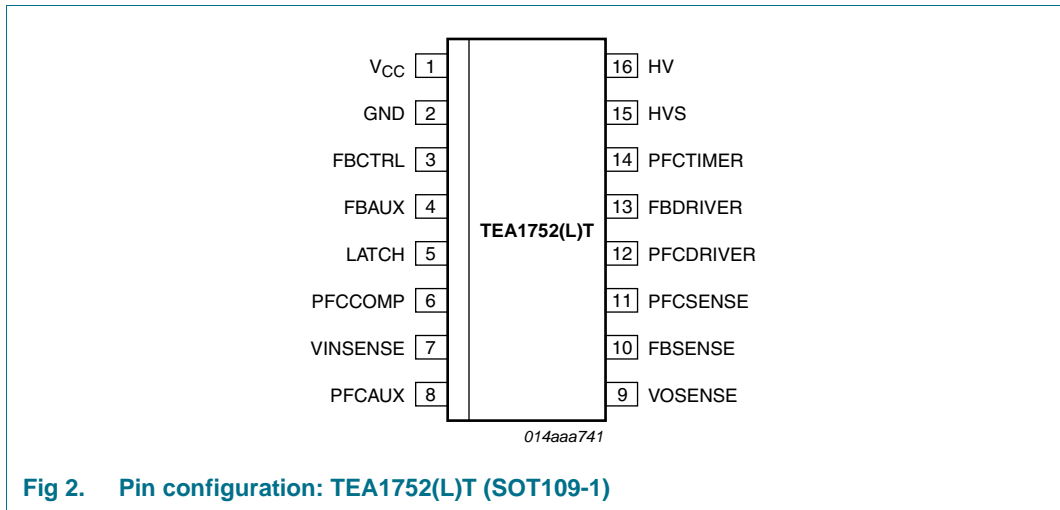 VCC 1 16 HV
GND 2 15 HVS
FBCTRL 3 14 PFCTIMER
FBAUX 4 13 FBDRIVER
TEA1752(L)T
LATCH 5 12 PFCDRIVER
PFCCOMP 6 11 PFCSENSE
VINSENSE 7 10 FBSENSE
PFCAUX 8 9 VOSENSE
014aaa741
Fig 2. Pin configuration: TEA1752(L)T (SOT109-1)